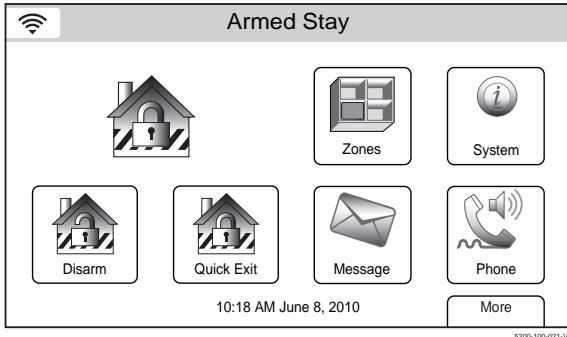 Armed Stay
Zones
System
Disarm
Quick Exit
Message
Phone
10:18 AM June 8, 2010
More